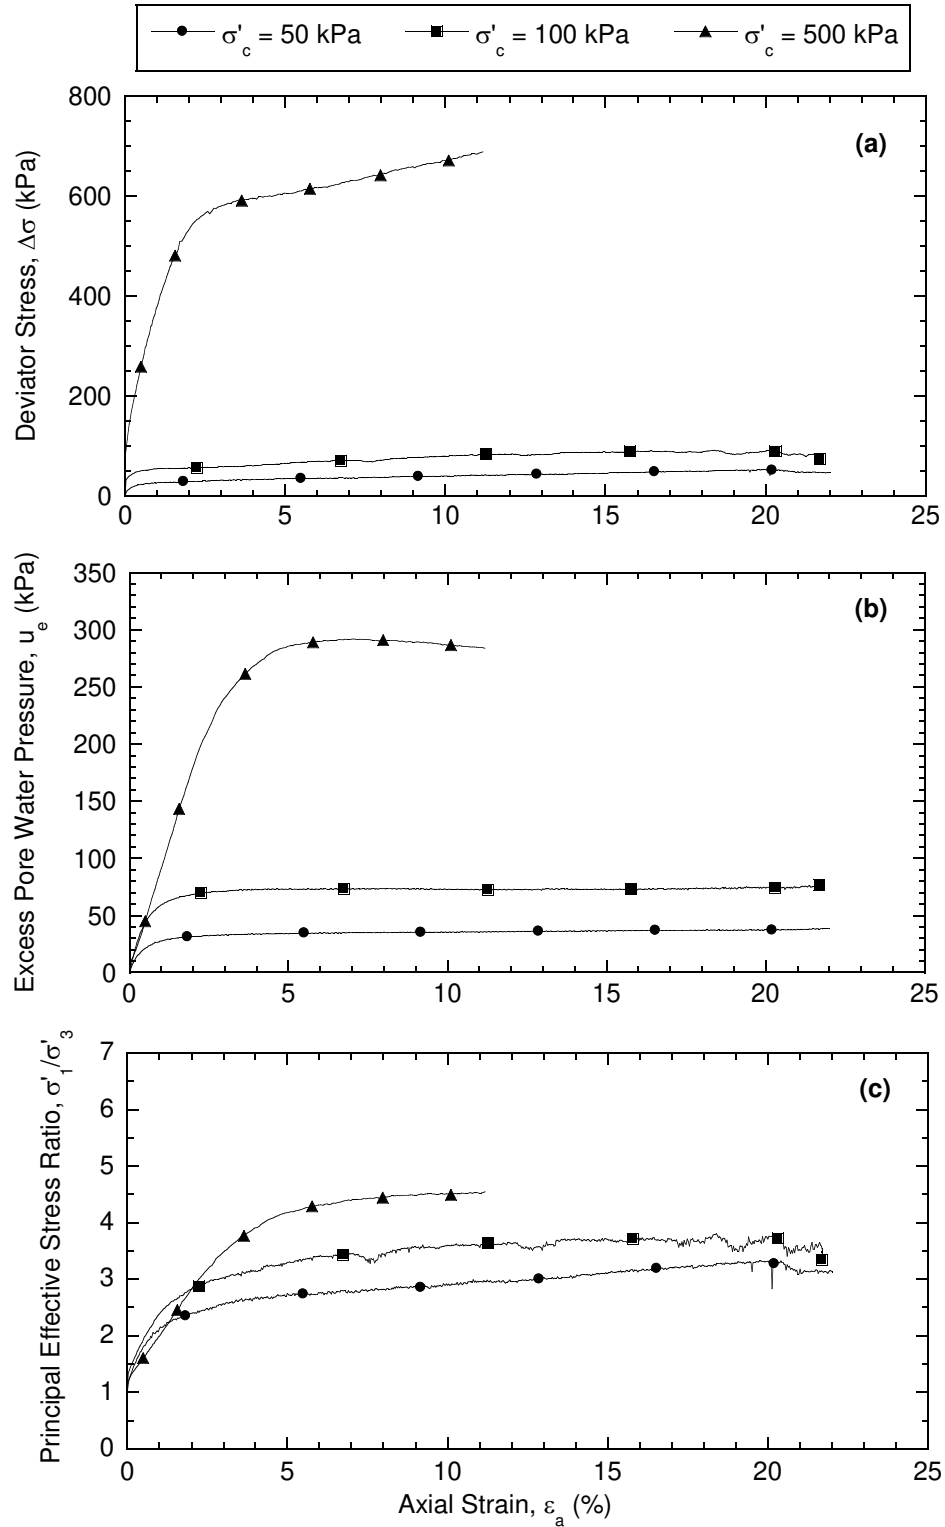 σ'c = 50 kPa σ'c = 100 kPa σ'c = 500 kPa
800
600
400
200
0
0 5 10 15 20 25
Deviator Stress, Δσ (kPa)
(a)
350
300
250
200
150
100
50
0
0 5 10 15 20 25
Excess Pore Water Pressure, ue (kPa)
(b)
7
6
5
4
3
2
1
0
0 5 10 15 20 25
Principal Effective Stress Ratio, σ'1/σ'3
(c)
Axial Strain, εa (%)